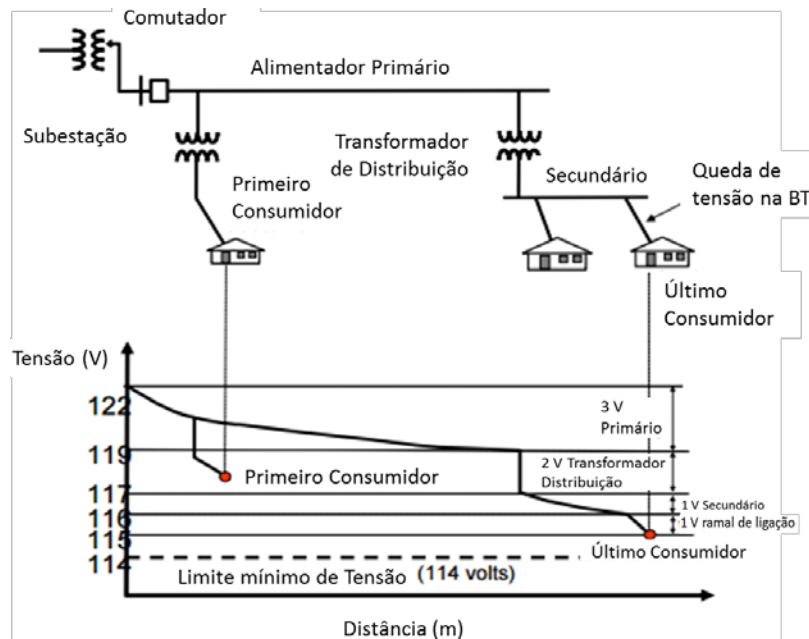 Comutador
Alimentador Primário
Subestação
Transformador
de Distribuição
Secundário
Queda de
tensão na BT
Primeiro
Consumidor
Último
Consumidor
Tensão (V)
122
3 V
Primário
119
Primeiro Consumidor
2 V Transformador
Distribuição
117
1 V Secundário
116
1 V ramal de ligação
115
Último Consumidor
114
Limite mínimo de Tensão (114 volts)
Distância (m)